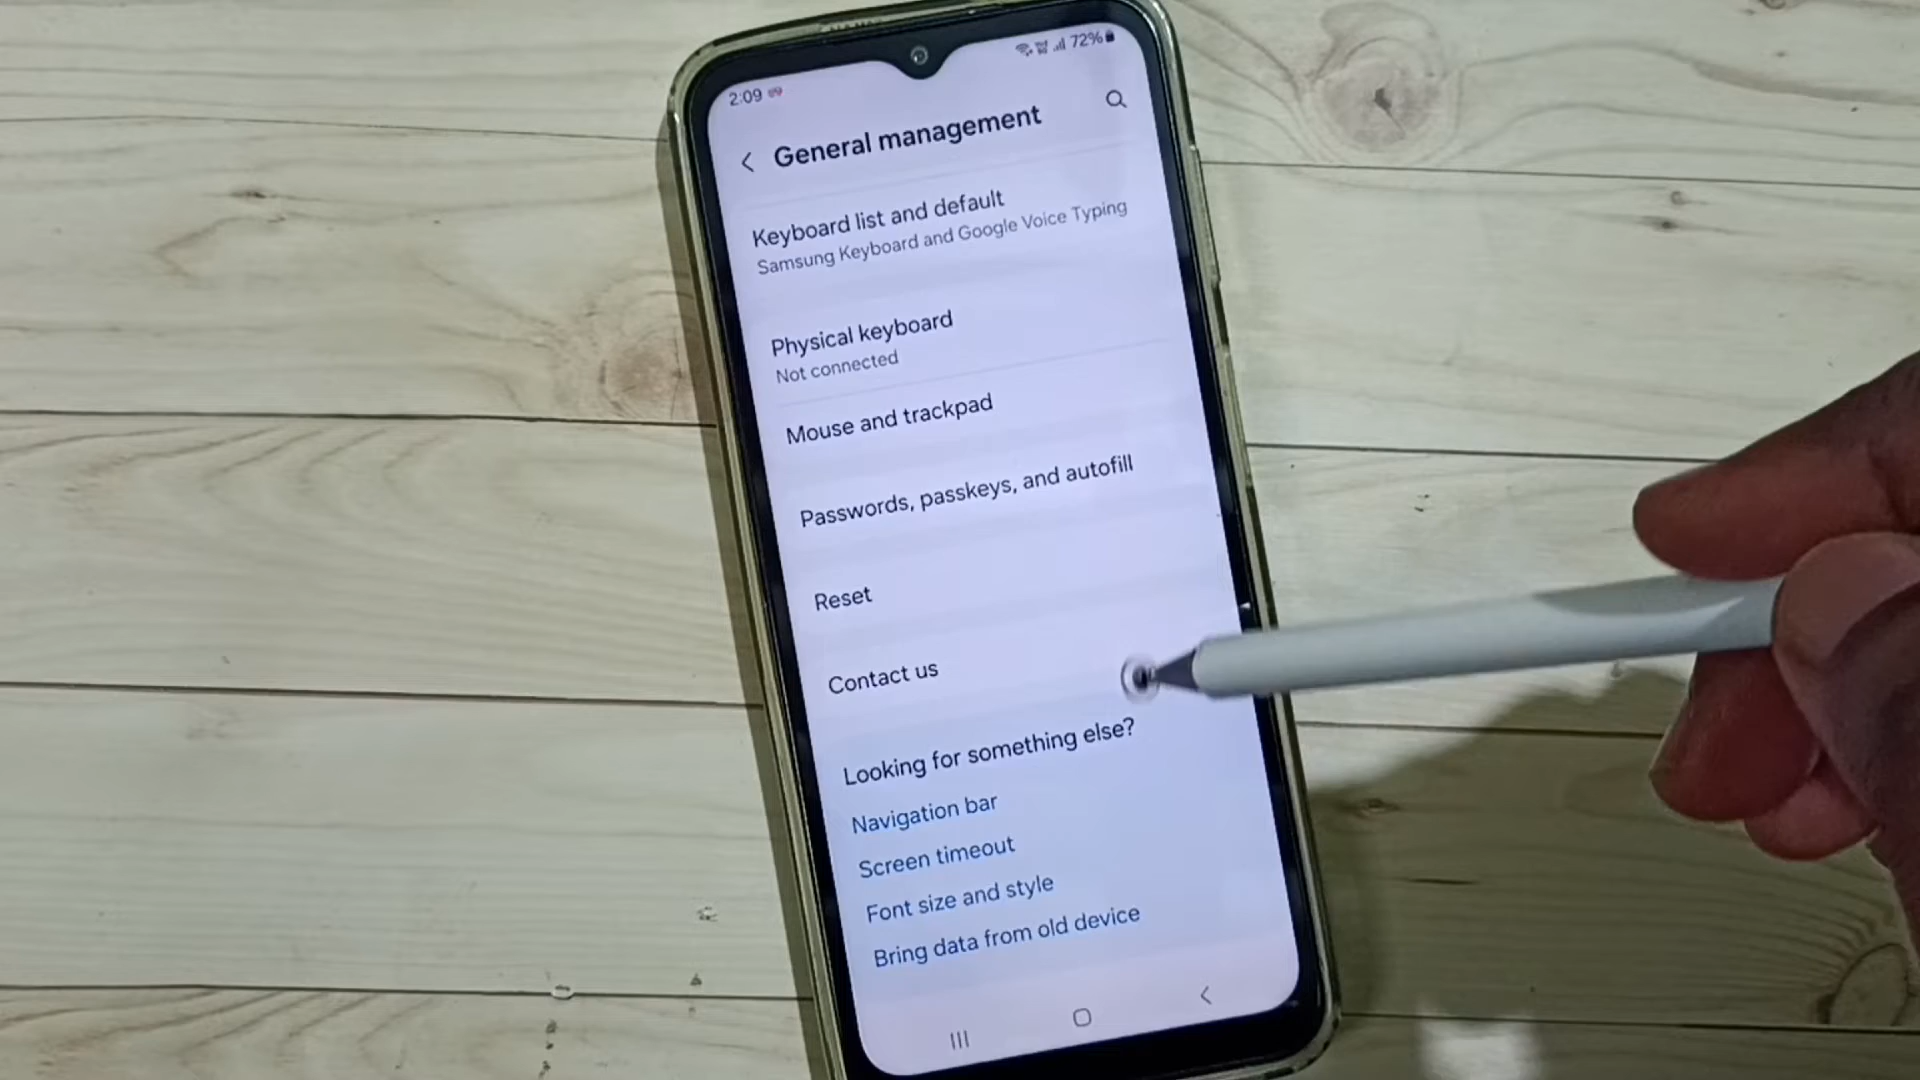 2:09
72%
General management
Keyboard list and default
Samsung Keyboard and Google Voice Typing
Physical keyboard
Not connected
Mouse and trackpad
Passwords, passkeys, and autofill
Reset
Contact us
Looking for something else?
Navigation bar
Screen timeout
Font size and style
Bring data from old device